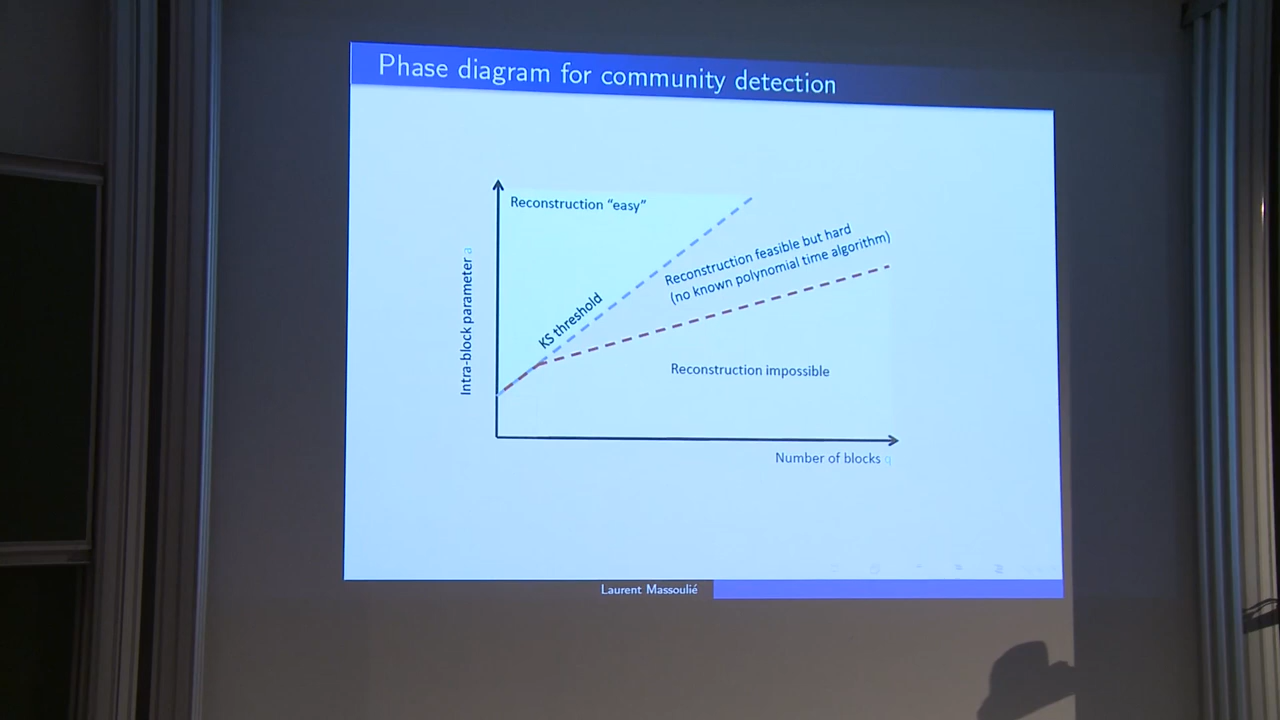 Phase diagram for community detection
Reconstruction “easy”
Reconstruction feasible but hard
(no known polynomial time algorithm)
KS threshold
Intra-block parameter a
Reconstruction impossible
Number of blocks q
Laurent Massoulié